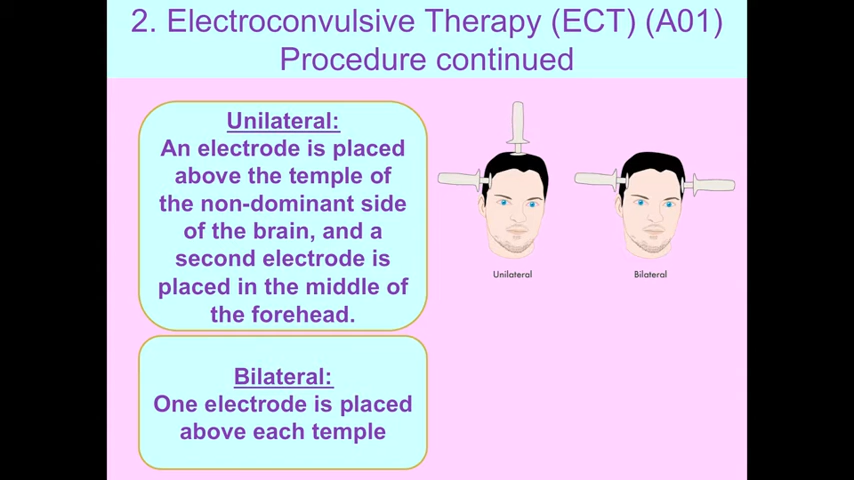 2. Electroconvulsive Therapy (ECT) (A01)
Procedure continued
Unilateral:
An electrode is placed
above the temple of
the non-dominant side
of the brain, and a
second electrode is
placed in the middle of
the forehead.
Unilateral
Bilateral
Bilateral:
One electrode is placed
above each temple